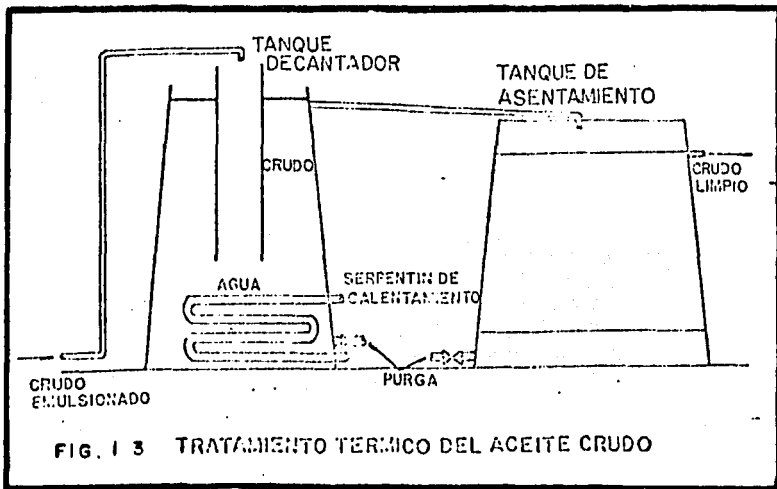 TANQUE
DECANTADOR
TANQUE DE
ASENTAMIENTO
CRUDO
CRUDO
LIMPIO
AGUA
SERPENTIN DE
CALENTAMIENTO
PURGA
CRUDO
EMULSIONADO
FIG. 1 3 TRATAMIENTO TERMICO DEL ACEITE CRUDO